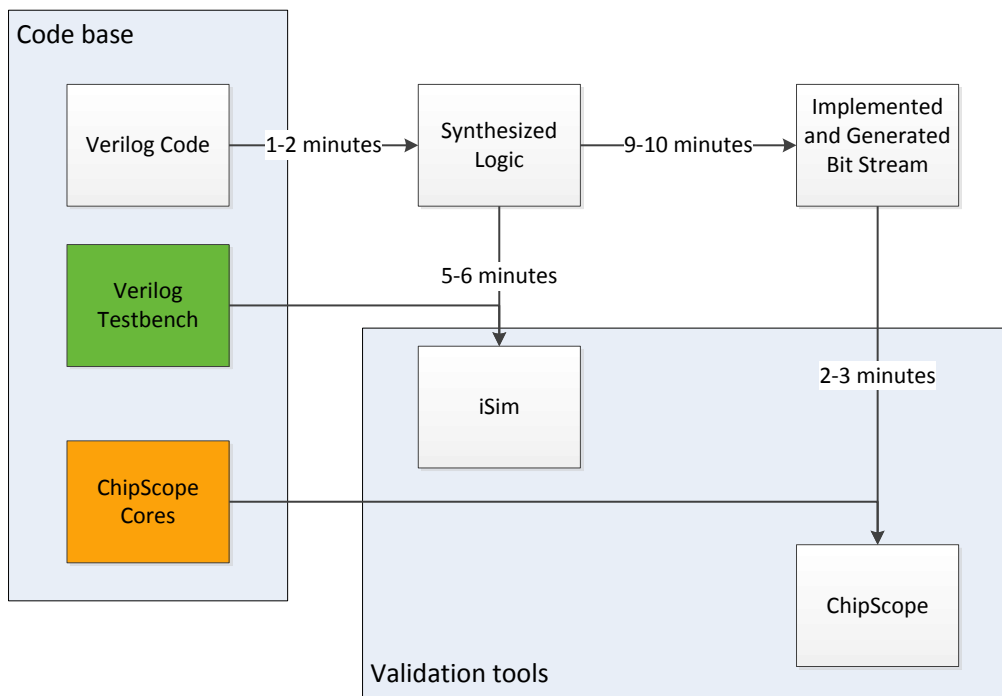 Code base
Verilog Code
1-2 minutes
Synthesized
Logic
9-10 minutes
Implemented
and Generated
Bit Stream
Verilog
Testbench
5-6 minutes
iSim
2-3 minutes
ChipScope
Cores
ChipScope
Validation tools